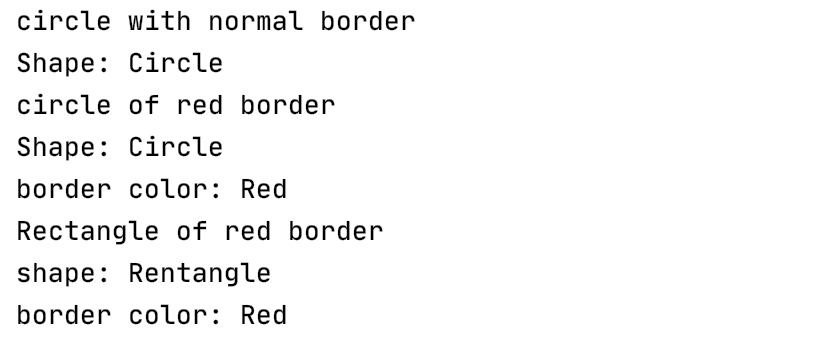 circle with normal border
Shape: Circle
circle of red border
Shape: Circle
border color: Red
Rectangle of red border
shape: Rentangle
border color: Red